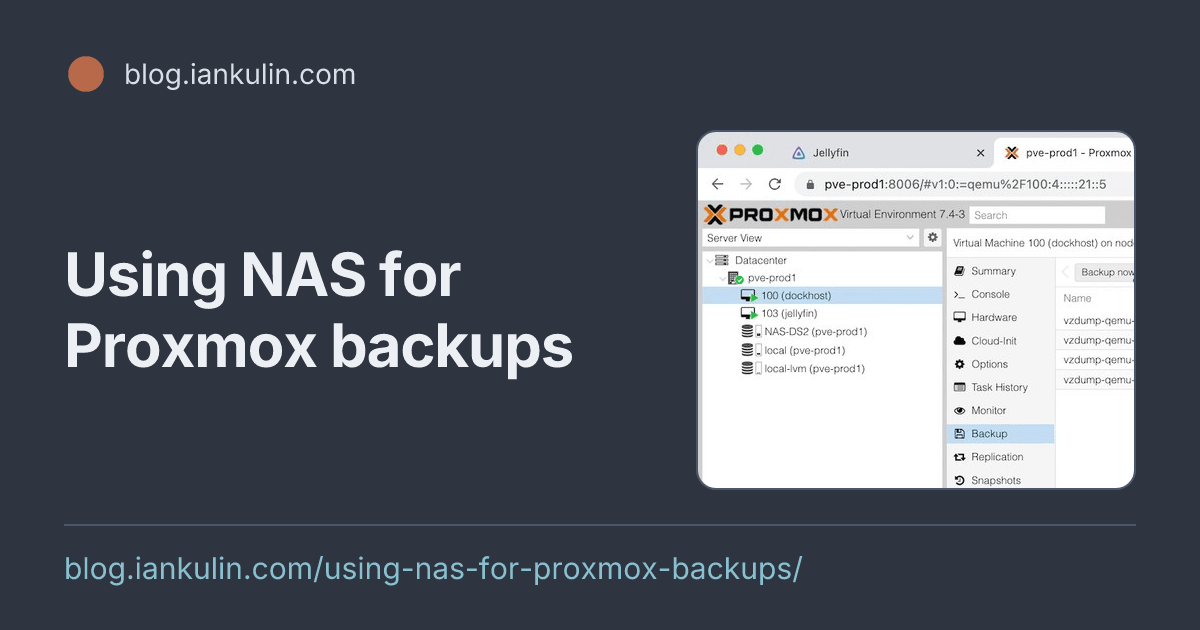 blog.iankulin.com
Using NAS for
Proxmox backups
Jellyfin
pve-prod1 - Proxmox
pve-prod1:8006/#v1:0:=qemu%2F100:4:::::21::5
PROXMOX Virtual Environment 7.4-3 Search
Server View
Virtual Machine 100 (dockhost) on nod
Datacenter
pve-prod1
100 (dockhost)
103 (jellyfin)
NAS-DS2 (pve-prod1)
local (pve-prod1)
local-lvm (pve-prod1)
Summary
Console
Hardware
Cloud-Init
Options
Task History
Monitor
Backup
Replication
Snapshots
Backup now
Name
vzdump-qemu-
vzdump-qemu-
vzdump-qemu-
vzdump-qemu-
blog.iankulin.com/using-nas-for-proxmox-backups/